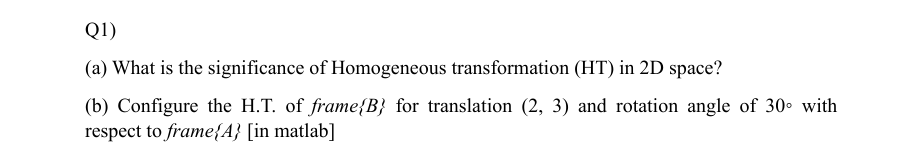 Q1)
(a) What is the significance of Homogeneous transformation (HT) in 2D space?
(b) Configure the H.T. of frame{B} for translation (2, 3) and rotation angle of 30° with
respect to frame{A} [in matlab]